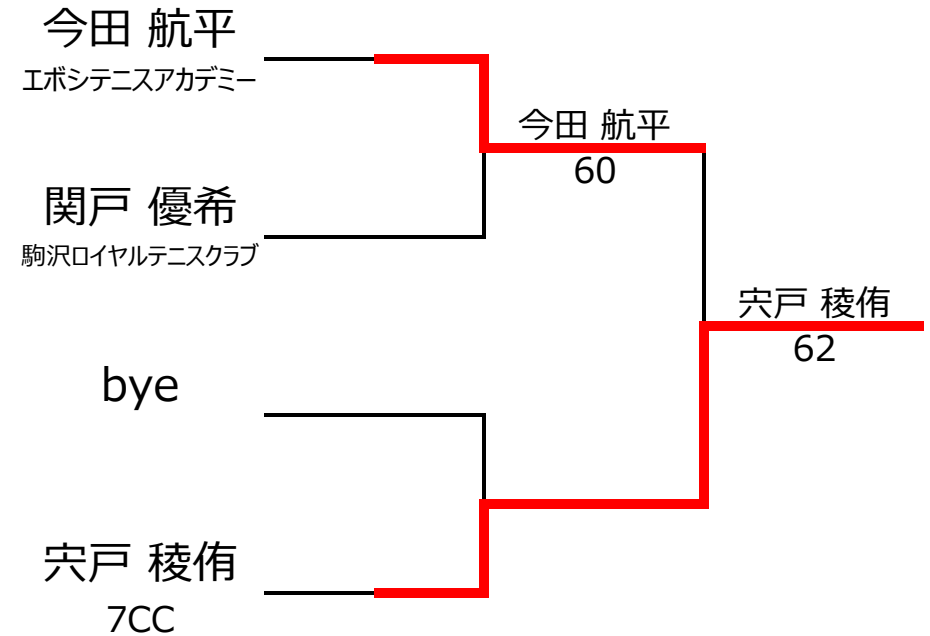 今田 航平
エボシテニスアカデミー
今田 航平
60
関戸 優希
駒沢ロイヤルテニスクラブ
宍戸 稜侑
62
bye
宍戸 稜侑
7CC